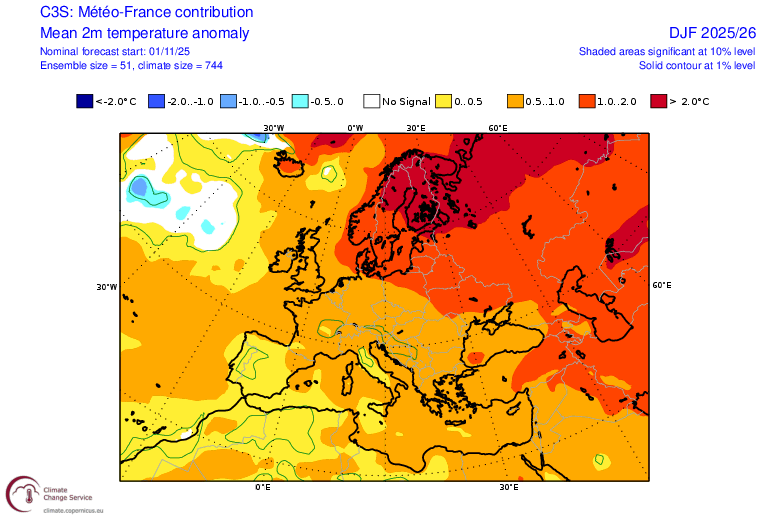 C3S: Météo-France contribution
Mean 2m temperature anomaly
DJF 2025/26
Nominal forecast start: 01/11/25
Shaded areas significant at 10% level
Ensemble size = 51, climate size = 744
Solid contour at 1% level
<-2.0°C
-2.0..-1.0
-1.0..-0.5
-0.5..0
No Signal
0..0.5
0.5..1.0
1.0..2.0
> 2.0°C
30°W
0°W
30°E
60°E
30°W
60°E
0°E
30°E
Climate
Change Service
climate.copernicus.eu